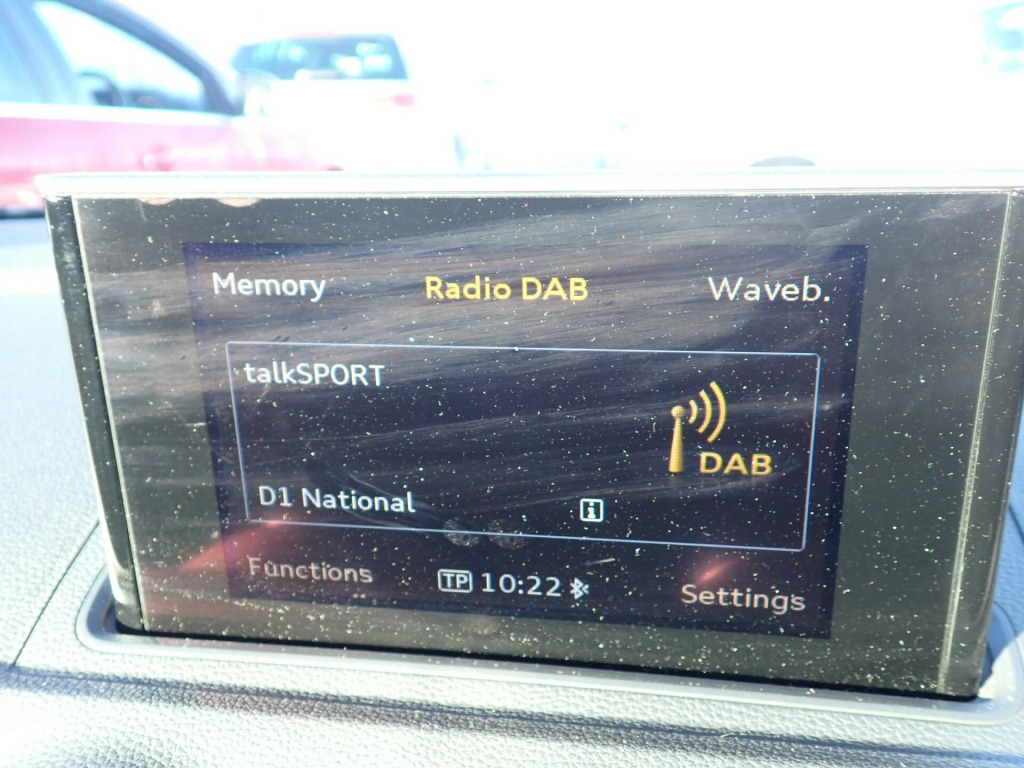 Memory Radio DAB Waveb.
talkSPORT
DAB
D1 National i
Functions TP 10:22 Settings